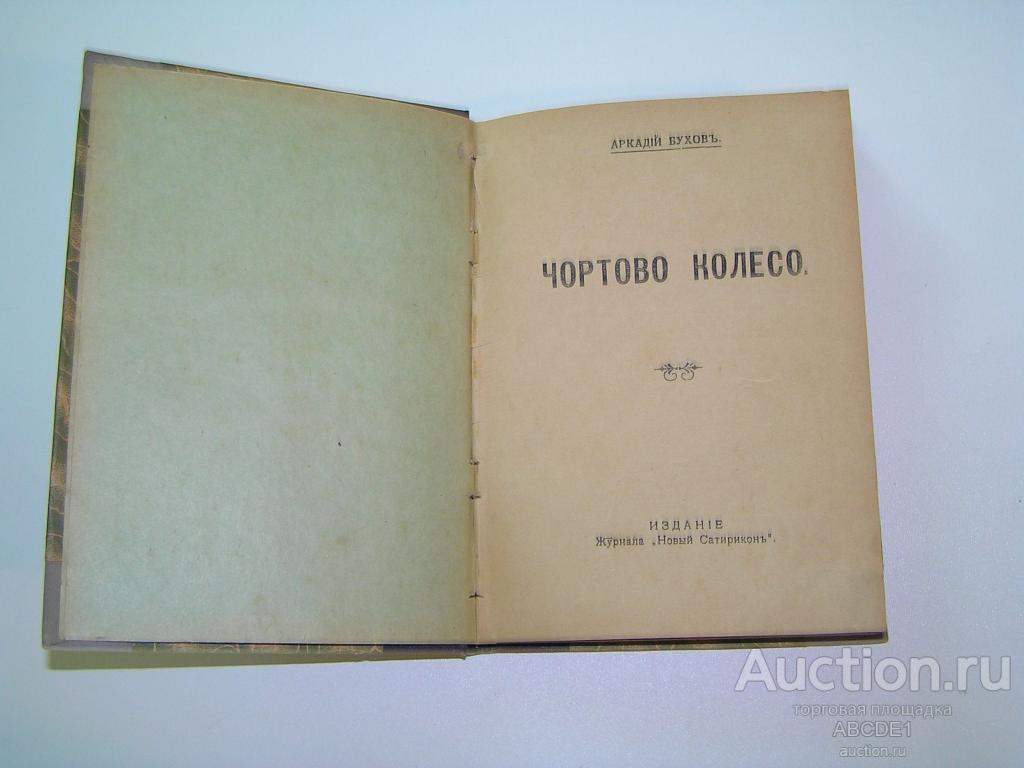 АРКАДІЙ БУХОВЪ.
ЧОРТОВО КОЛЕСО.
ИЗДАНІЕ
Журнала „Новый Сатириконъ".
Auction.ru
торговая площадка
ABCDE1
auction.ru